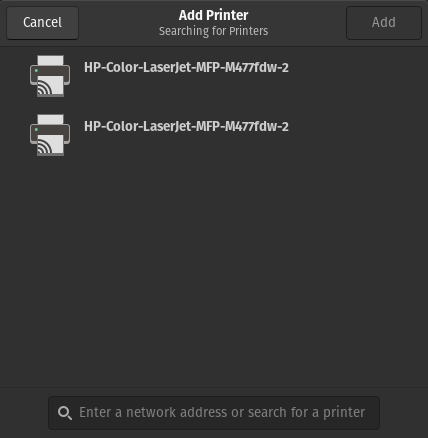 Cancel
Add Printer
Searching for Printers
Add
HP-Color-LaserJet-MFP-M477fdw-2
HP-Color-LaserJet-MFP-M477fdw-2
Enter a network address or search for a printer